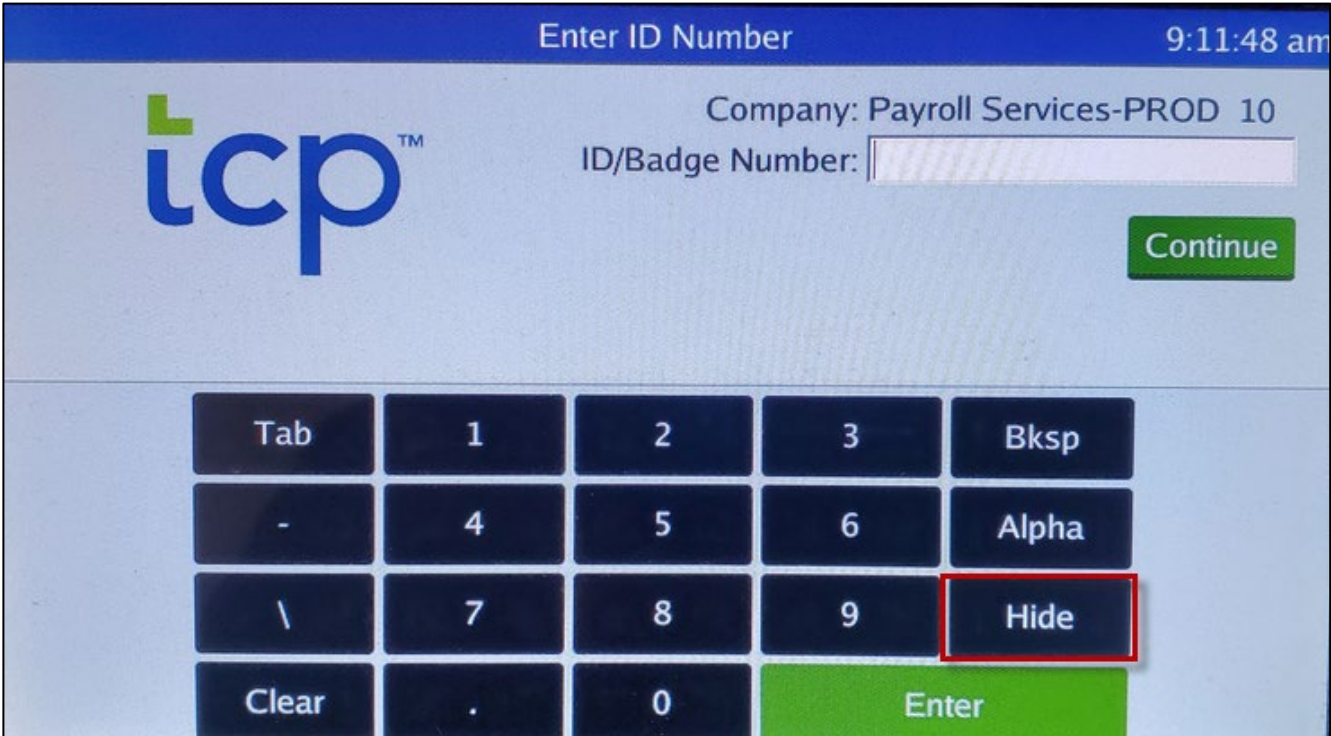 Enter ID Number 9:11:48 am
tcp™
Company: Payroll Services-PROD 10
ID/Badge Number:
Continue
Tab 1 2 3 Bksp
- 4 5 6 Alpha
\ 7 8 9 Hide
Clear . 0 Enter